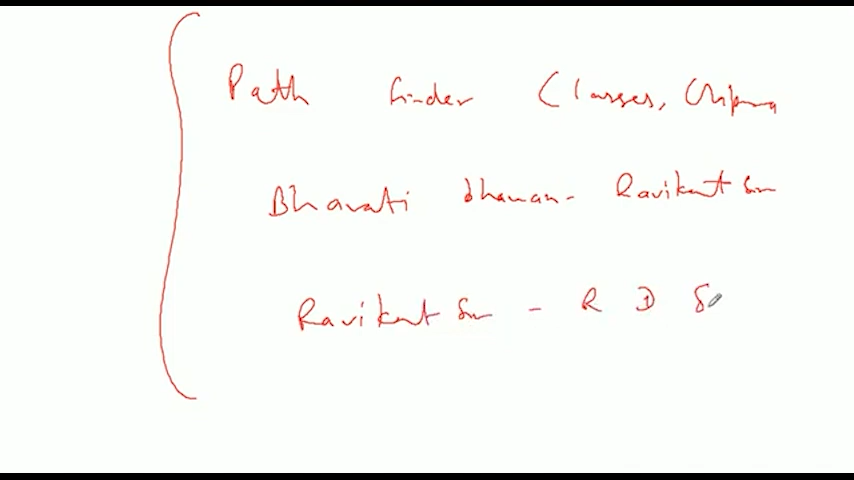 Path finder Classes,
Bharati bhawan - Ravikant Sir
Ravikant Sir - R D S